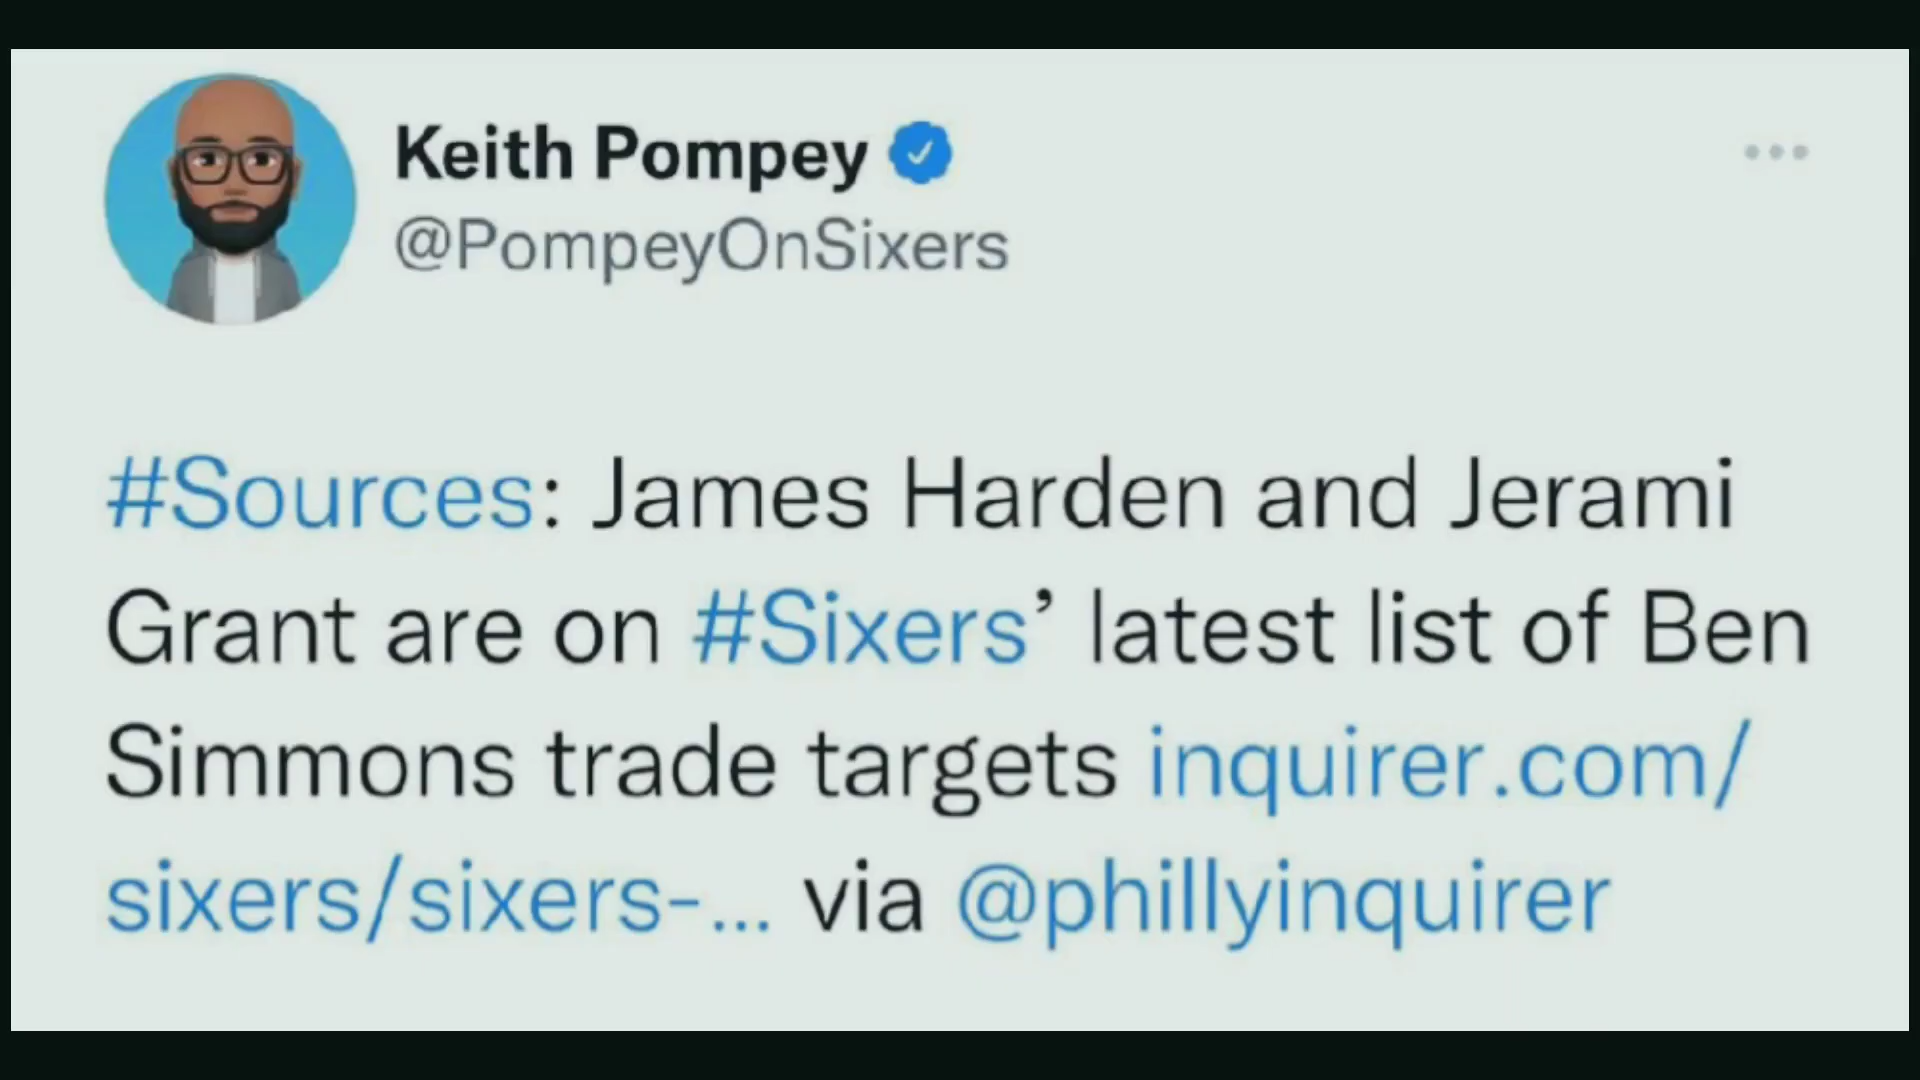 Keith Pompey
@PompeyOnSixers
#Sources: James Harden and Jerami
Grant are on #Sixers’ latest list of Ben
Simmons trade targets inquirer.com/
sixers/sixers-... via @phillyinquirer